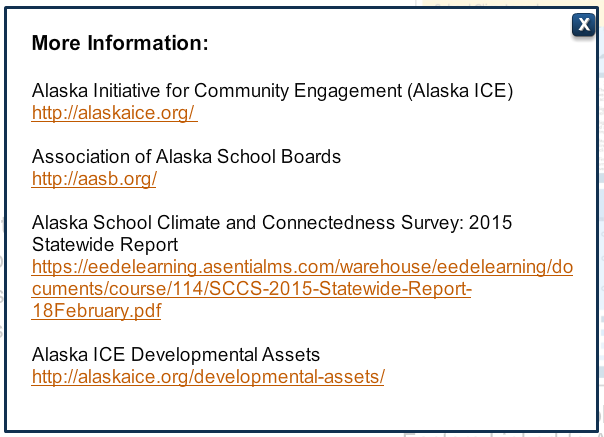 X
More Information:
Alaska Initiative for Community Engagement (Alaska ICE)
http://alaskaice.org/
Association of Alaska School Boards
http://aasb.org/
Alaska School Climate and Connectedness Survey: 2015
Statewide Report
https://eedelearning.asentialms.com/warehouse/eedelearning/do
cuments/course/114/SCCS-2015-Statewide-Report-
18February.pdf
Alaska ICE Developmental Assets
http://alaskaice.org/developmental-assets/